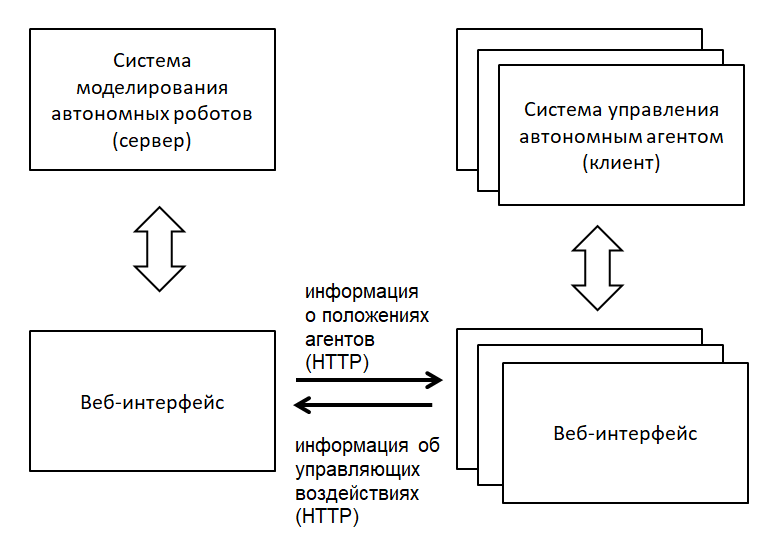 Система
моделирования
автономных роботов
(сервер)
Система управления
автономным агентом
(клиент)
информация
о положениях
агентов
(HTTP)
Веб-интерфейс
Веб-интерфейс
информация об
управляющих
воздействиях
(HTTP)